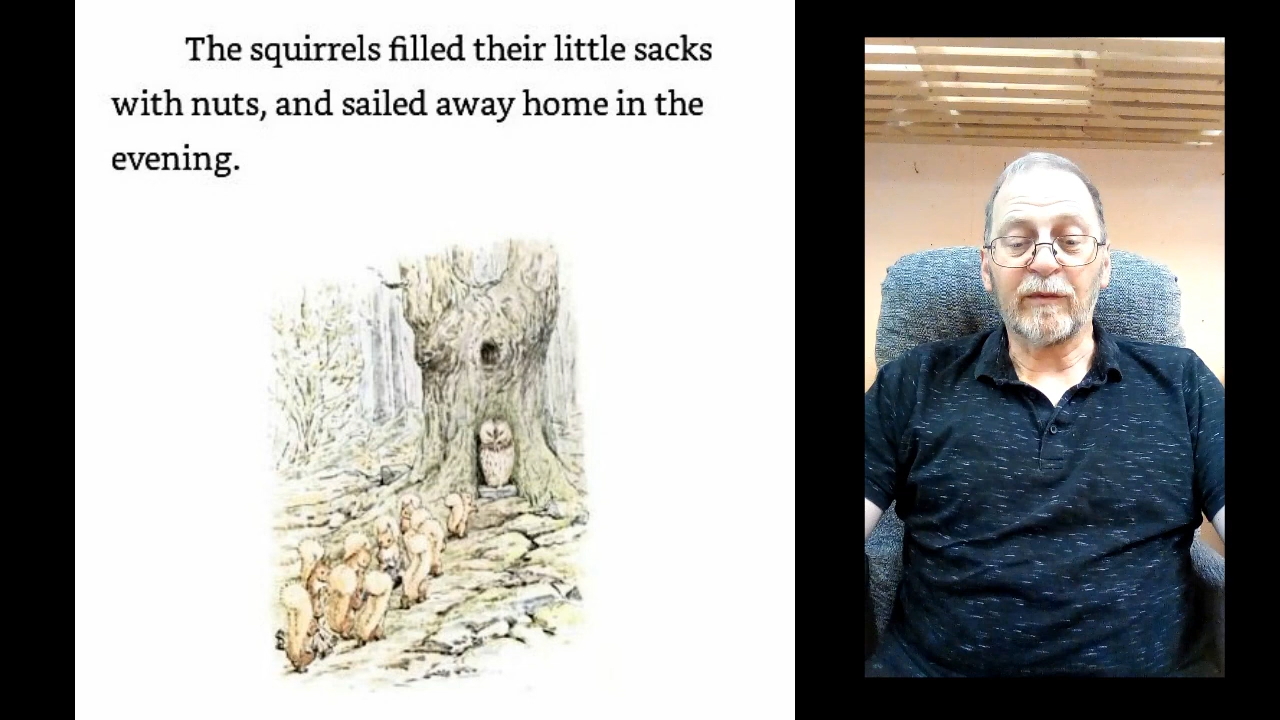 The squirrels filled their little sacks
with nuts, and sailed away home in the
evening.